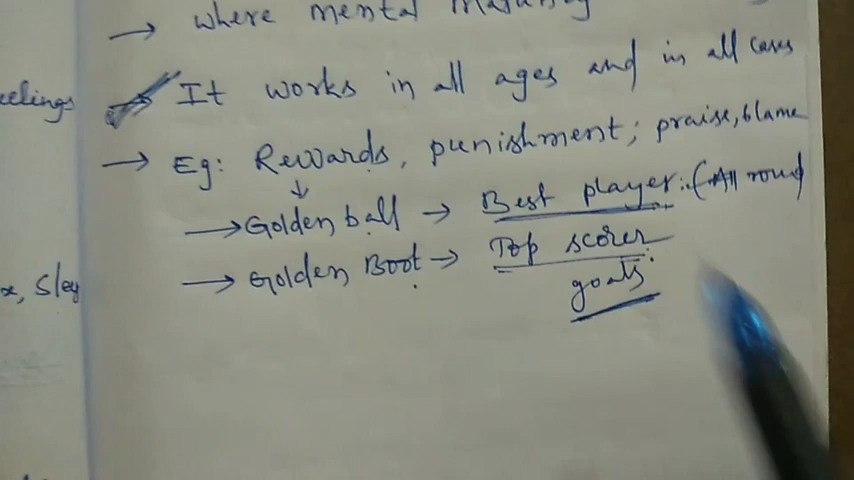 → where mental
eelings
→ It works in all ages and in all cases
→ Eg: Rewards, punishment; praise, blame
↓
→ Golden ball → Best player. (All round
→ Golden Boot → Top scorer
goals.